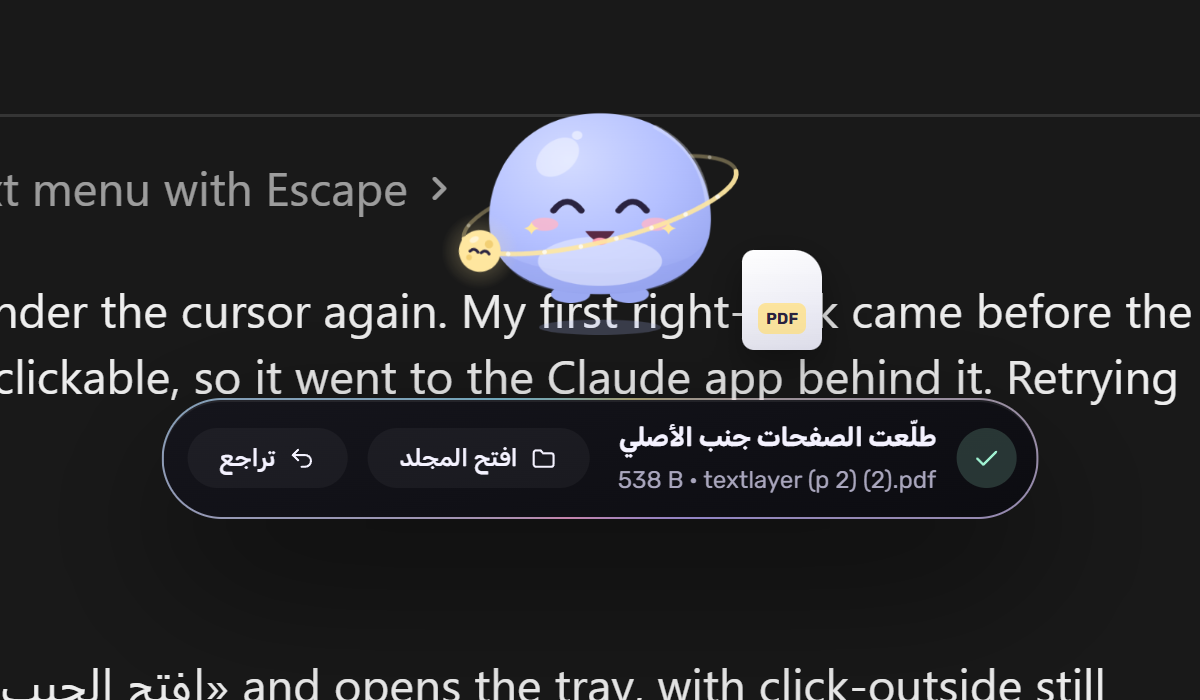 xt menu with Escape
nder the cursor again. My first right- k came before the
clickable, so it went to the Claude app behind it. Retrying
PDF
طلّعت الصفحات جنب الأصلي
538 B • textlayer (p 2) (2).pdf
افتح المجلد
تراجع
افتح الجيب» and opens the tray, with click-outside still